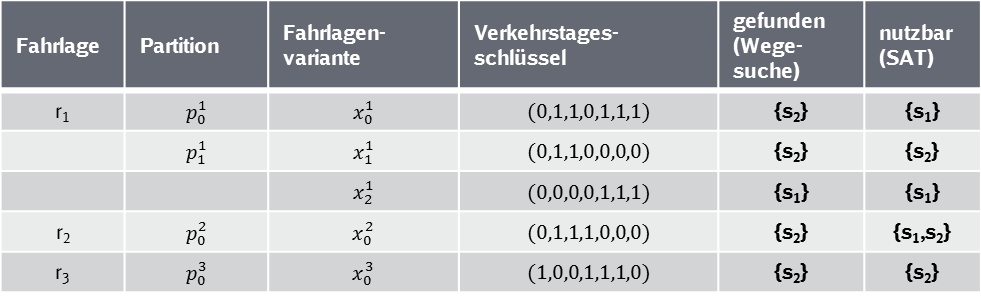 Fahrlage Partition Fahrlagen-variante Verkehrstages-schlüssel gefunden (Wege-suche) nutzbar (SAT)
r₁ p₀¹ x₀¹ (0,1,1,0,1,1,1) {s₂} {s₁}
p₁¹ x₁¹ (0,1,1,0,0,0,0) {s₂} {s₂}
x₂¹ (0,0,0,0,1,1,1) {s₁} {s₁}
r₂ p₀² x₀² (0,1,1,1,0,0,0) {s₂} {s₁,s₂}
r₃ p₀³ x₀³ (1,0,0,1,1,1,0) {s₂} {s₂}